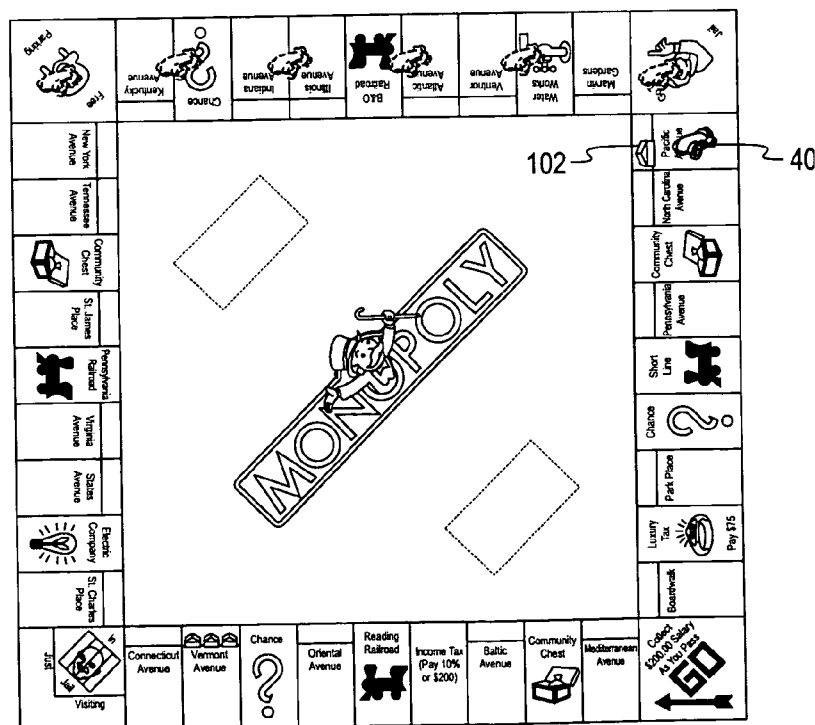 Free
Parking
Kentucky
Avenue
Chance
Indiana
Avenue
Illinois
Avenue
B&O
Railroad
Atlantic
Avenue
Ventnor
Avenue
Water
Works
Marvin
Gardens
Jail
102
40
Pacific
North Carolina
Avenue
Community
Chest
Pennsylvania
Avenue
Short
Line
Chance
Park Place
Luxury
Tax
Pay $75
Boardwalk
New York
Avenue
Tennessee
Avenue
Community
Chest
St. James
Place
Pennsylvania
Railroad
Virginia
Avenue
States
Avenue
Electric
Company
St. Charles
Place
MONOPOLY
In
Jail
Just
Visiting
Connecticut
Avenue
Vermont
Avenue
Chance
Oriental
Avenue
Reading
Railroad
Income Tax
(Pay 10%
or $200)
Baltic
Avenue
Community
Chest
Mediterranean
Avenue
Collect
$200.00 Salary
As You Pass
GO